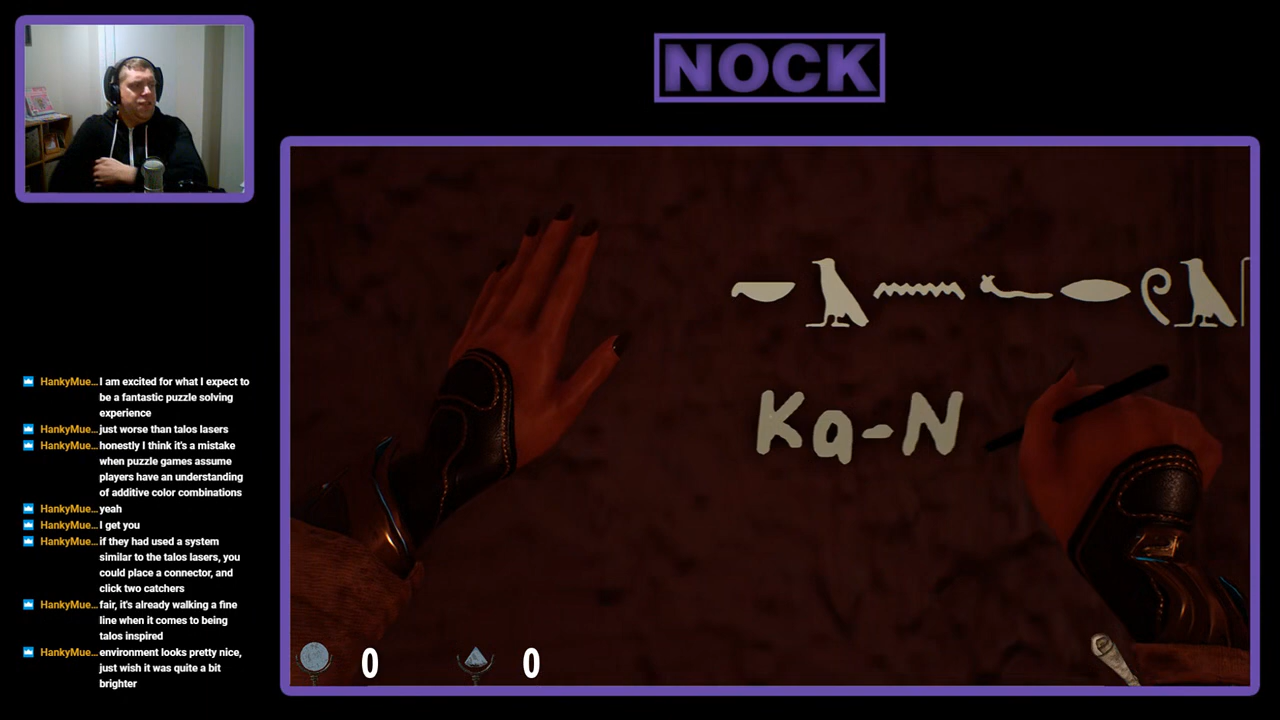 NOCK
HankyMue... I am excited for what I expect to
be a fantastic puzzle solving
experience
HankyMue... just worse than talos lasers
HankyMue... honestly I think it's a mistake
when puzzle games assume
players have an understanding
of additive color combinations
HankyMue... yeah
HankyMue... I get you
HankyMue... if they had used a system
similar to the talos lasers, you
could place a connector, and
click two catchers
HankyMue... fair, it's already walking a fine
line when it comes to being
talos inspired
HankyMue... environment looks pretty nice,
just wish it was quite a bit
brighter
Ka-N
0 0